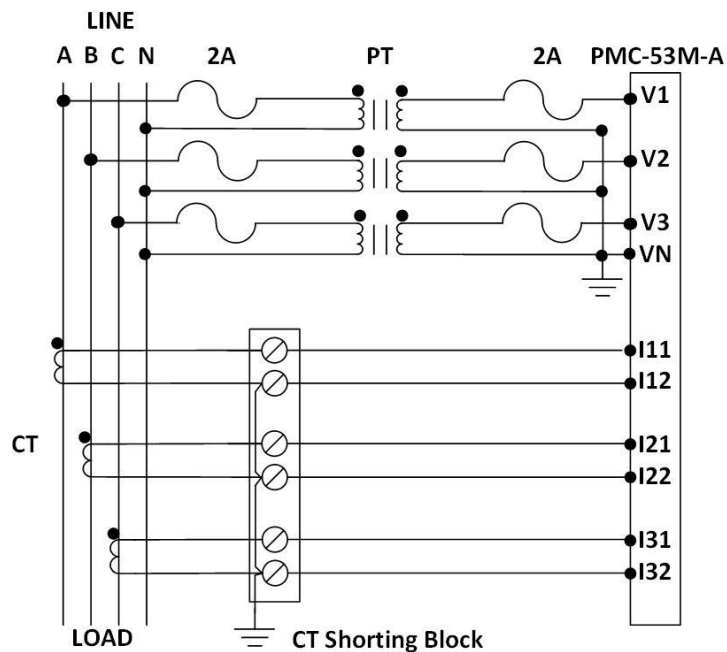 LINE
A B C N 2A PT 2A PMC-53M-A
V1
V2
V3
VN
I11
I12
CT
I21
I22
I31
I32
LOAD
CT Shorting Block